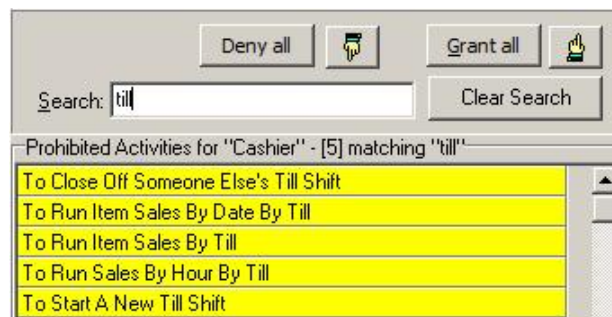 Deny all Grant all
Search: till Clear Search
Prohibited Activities for "Cashier" - [5] matching "till"
To Close Off Someone Else's Till Shift
To Run Item Sales By Date By Till
To Run Item Sales By Till
To Run Sales By Hour By Till
To Start A New Till Shift